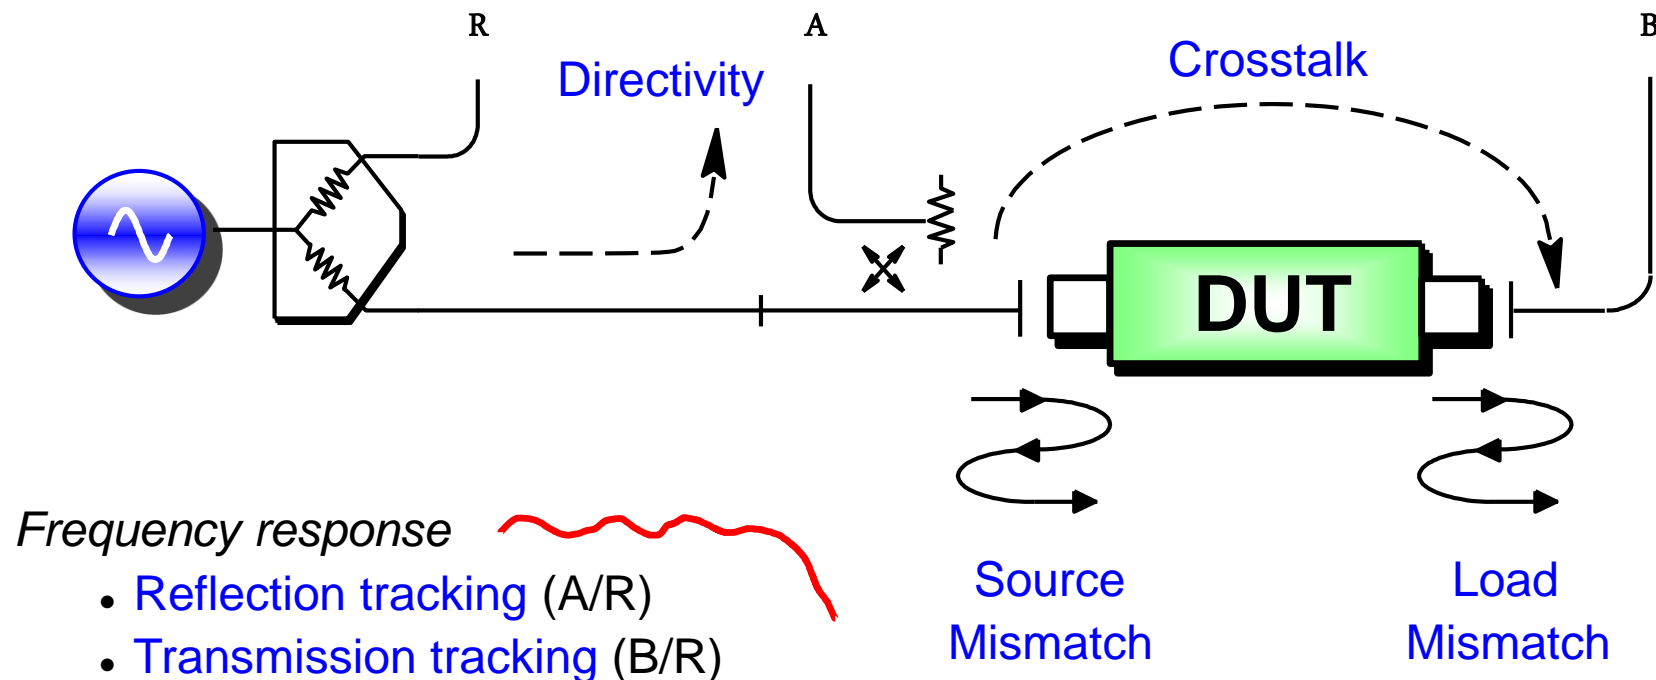 R
A
B
Directivity
Crosstalk
DUT
Frequency response
• Reflection tracking (A/R)
• Transmission tracking (B/R)
Source
Mismatch
Load
Mismatch